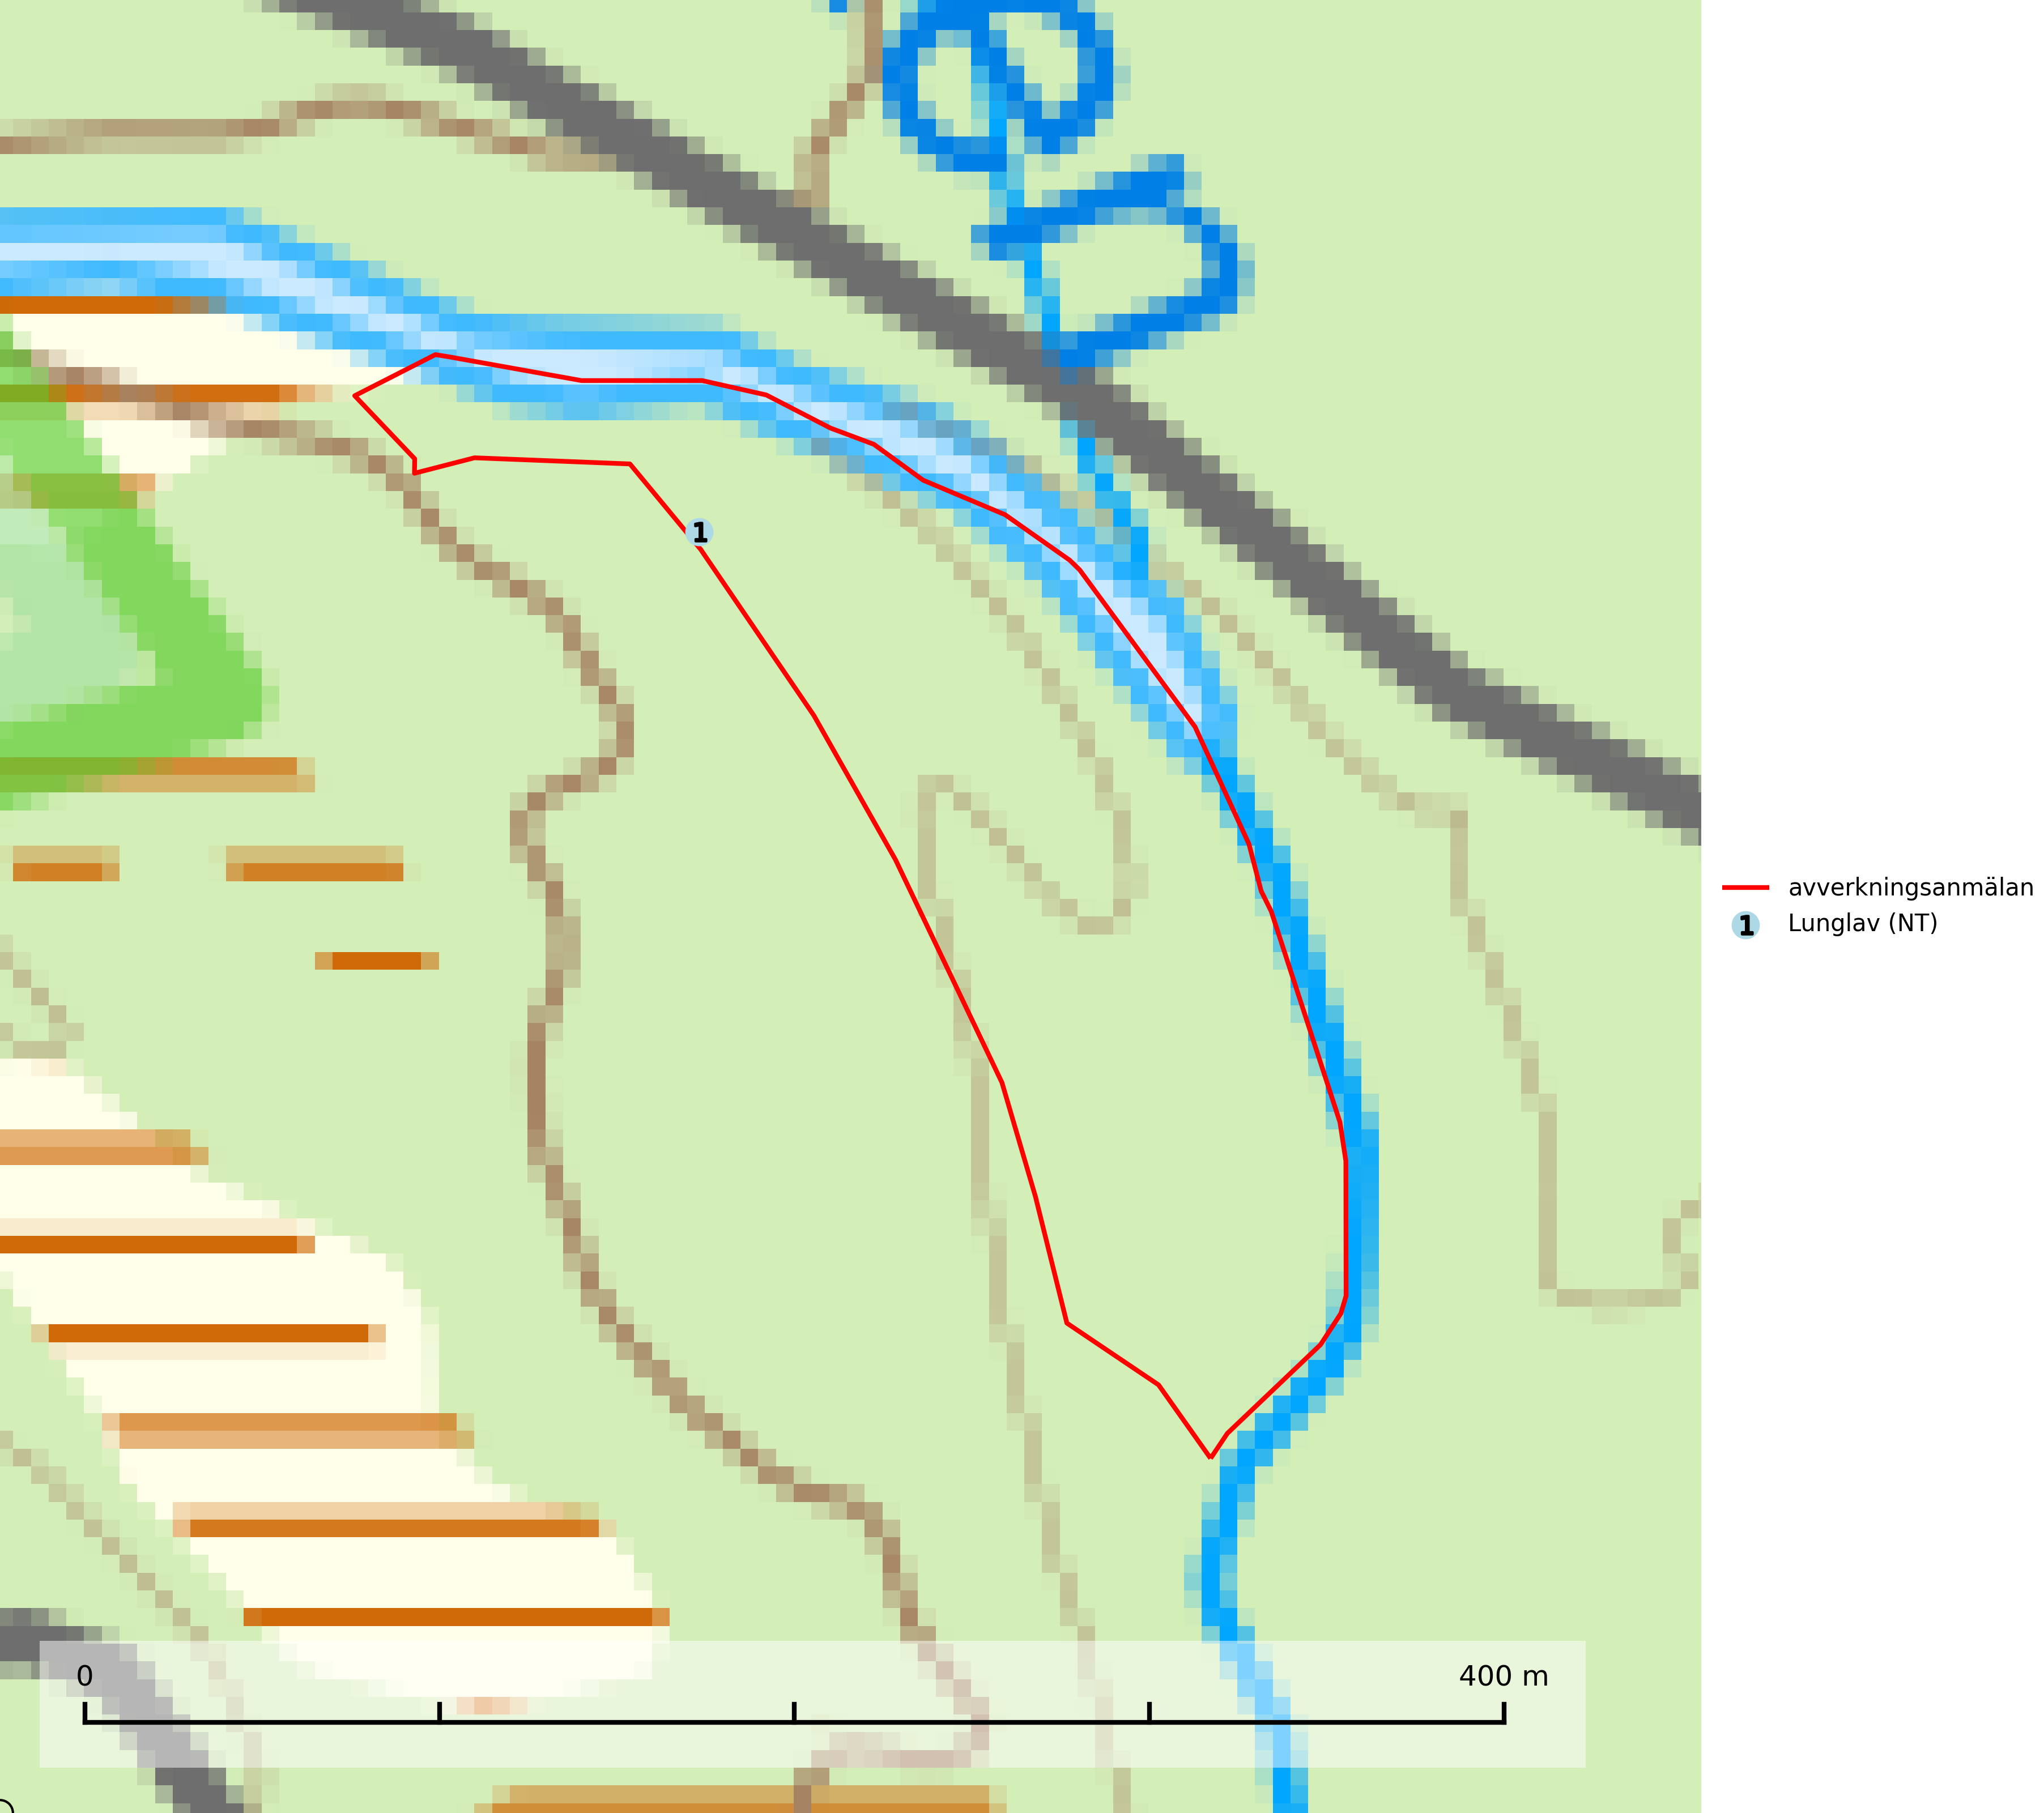 1
avverkningsanmälan
1 Lunglav (NT)
0 400 m